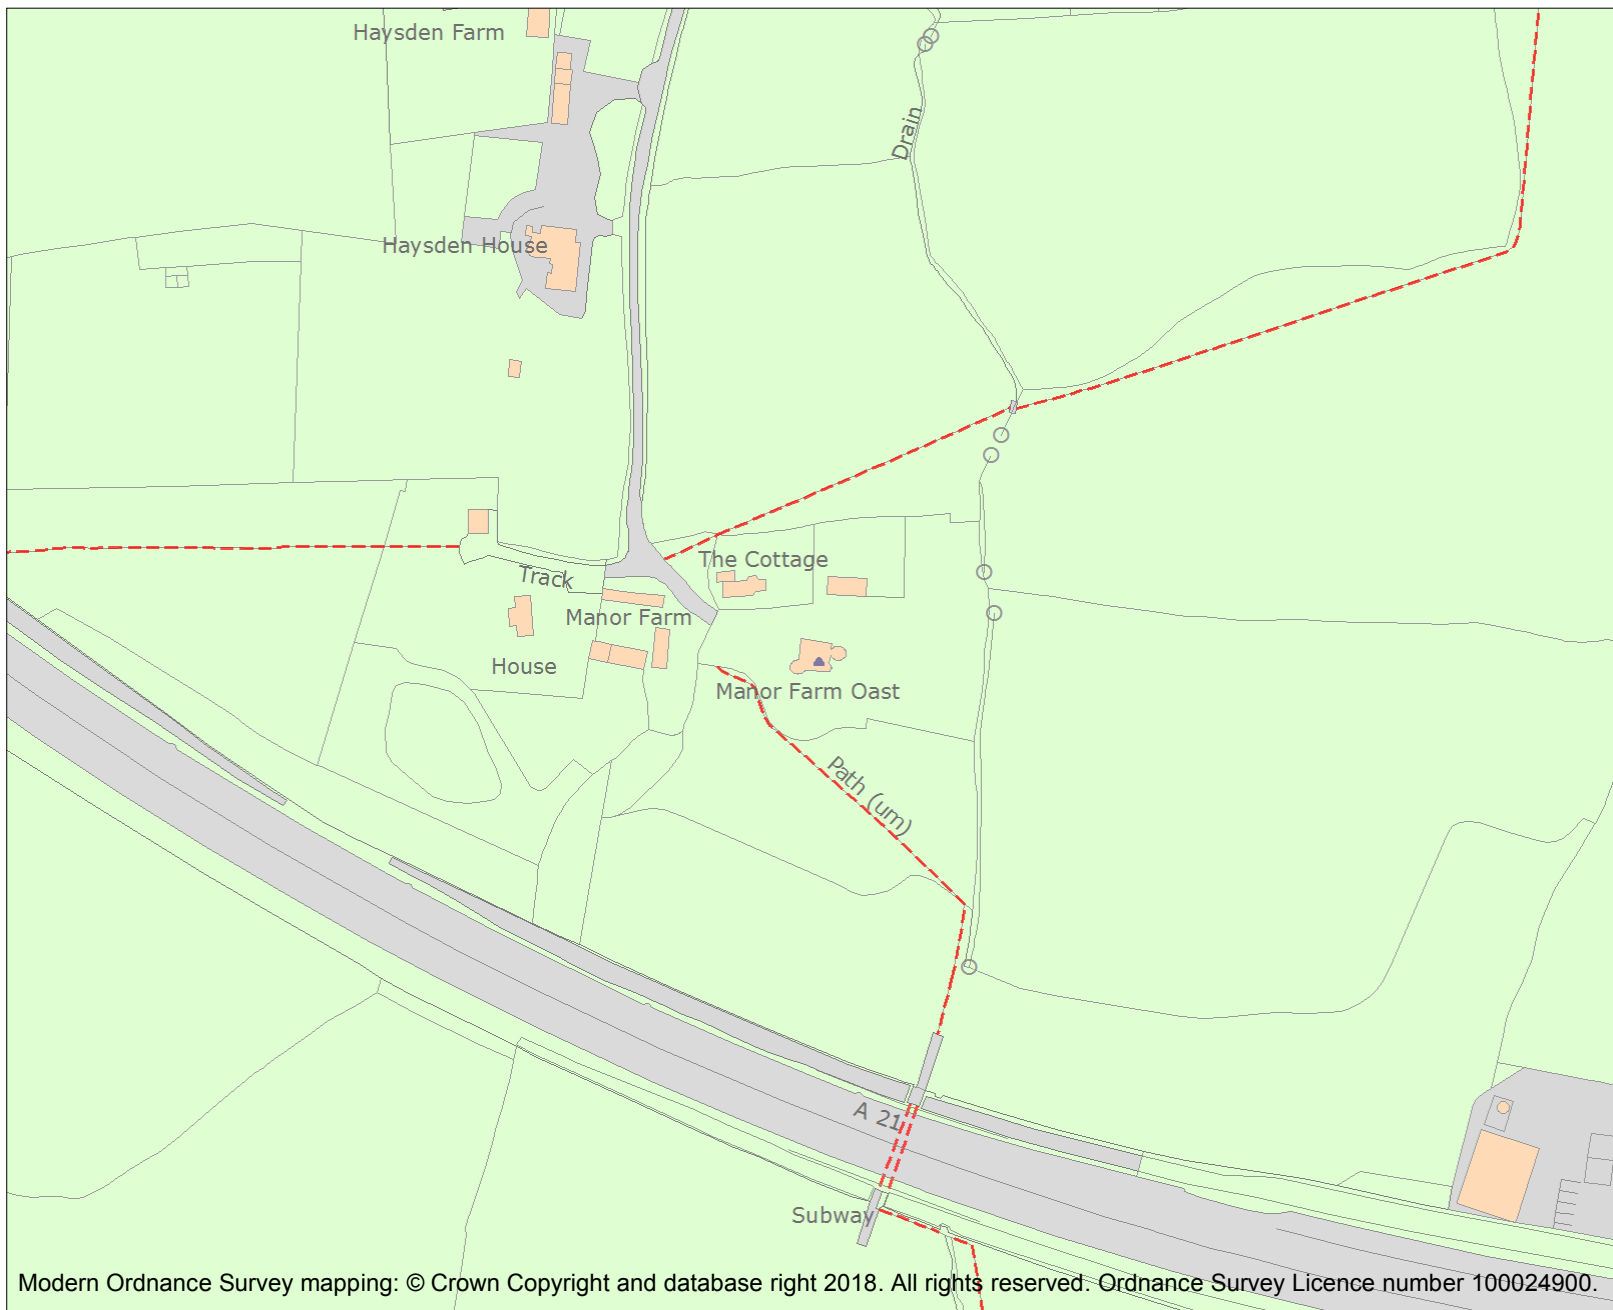 Haysden Farm
Drain
Haysden House
The Cottage
Track
Manor Farm
House
Manor Farm Oast
Path (um)
A 21
Subway
Modern Ordnance Survey mapping: © Crown Copyright and database right 2018. All rights reserved. Ordnance Survey Licence number 100024900.